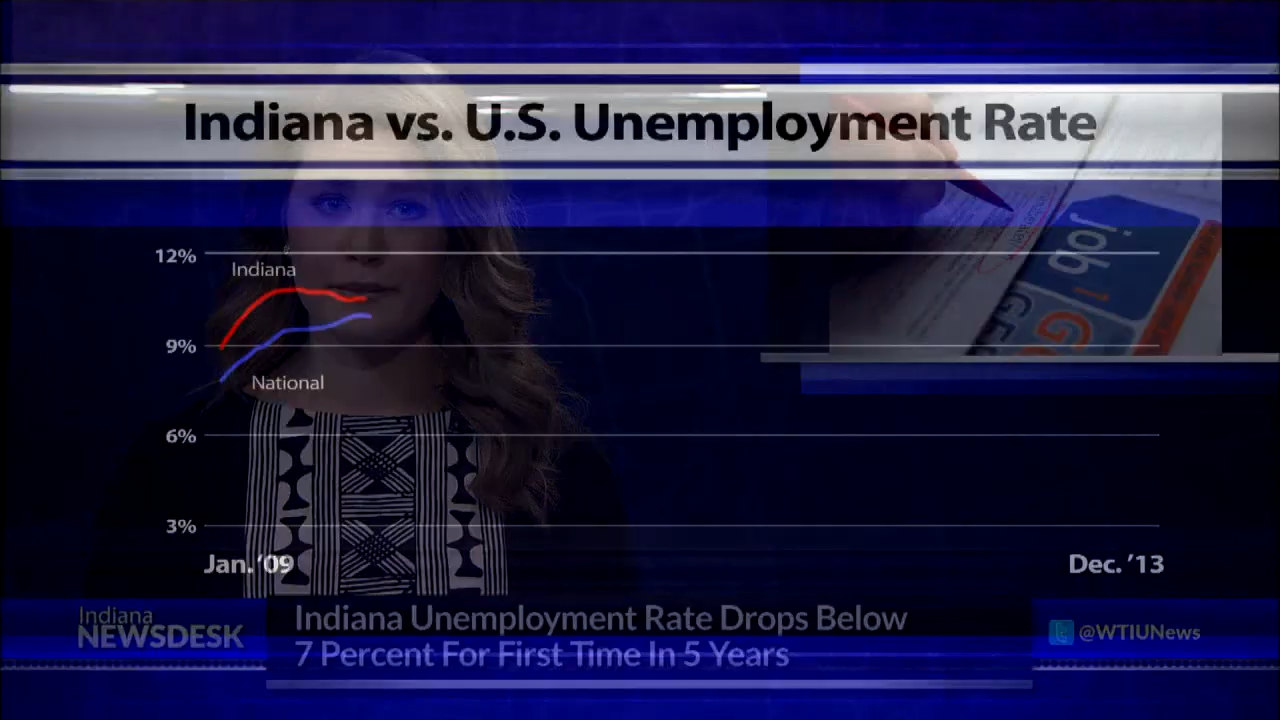 Indiana vs. U.S. Unemployment Rate
12%
Indiana
9%
National
6%
3%
Jan. '09
Dec. '13
job
Indiana
NEWSDESK
Indiana Unemployment Rate Drops Below
7 Percent For First Time In 5 Years
@WTIUNews